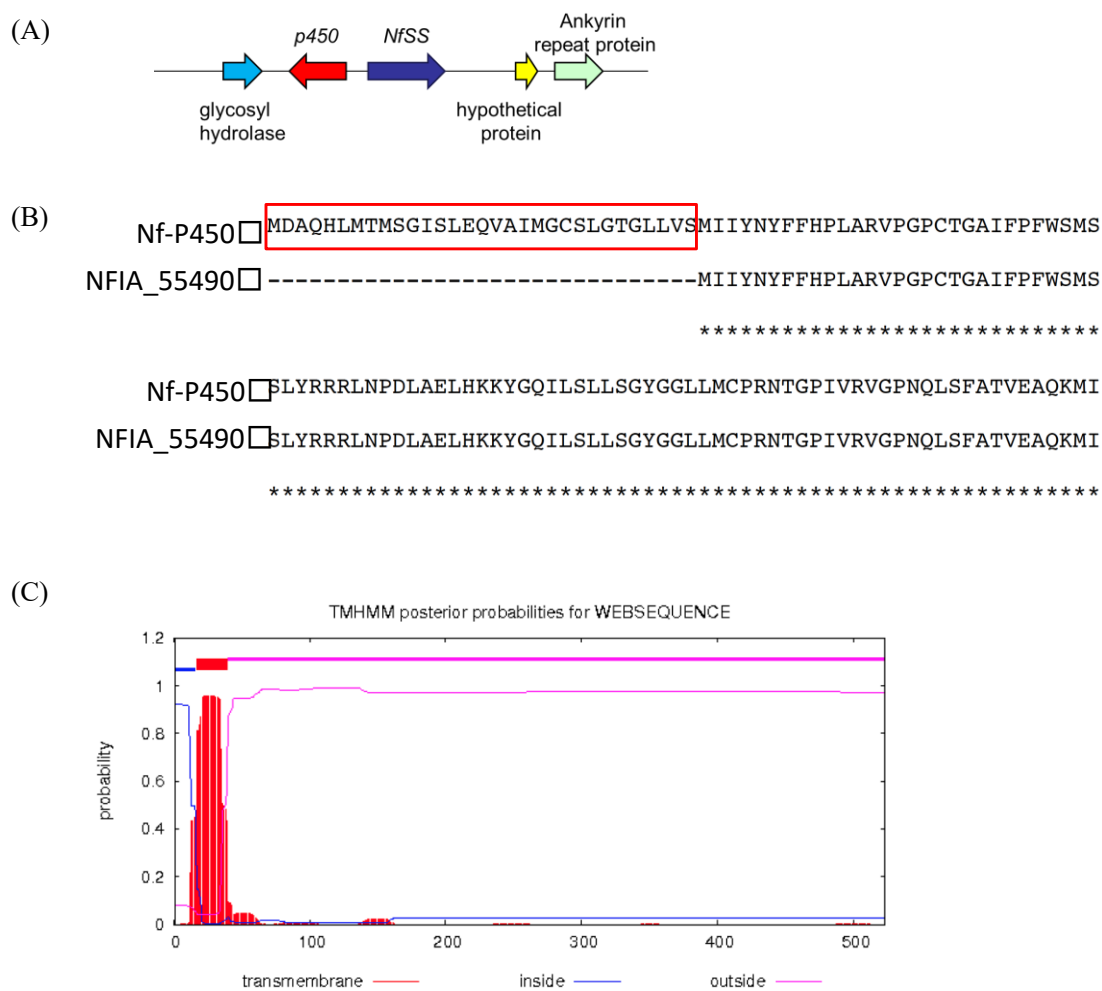 (A)
p450
NfSS
Ankyrin
repeat protein
glycosyl
hydrolase
hypothetical
protein
(B)
Nf-P450□ MDAQHLMTMSGISLEQVAIMGCSLGTGLLVSMIIYNYFFHPLARVPGPCTGAIFPFWSMS
NFIA_55490□ -------------------------------MIIYNYFFHPLARVPGPCTGAIFPFWSMS
*****************************
Nf-P450□SLYRRRLNPDLAELHKKYGQILSLLSGYGGLLMCPRNTGPIVRVGPNQLSFATVEAQKMI
NFIA_55490□SLYRRRLNPDLAELHKKYGQILSLLSGYGGLLMCPRNTGPIVRVGPNQLSFATVEAQKMI
************************************************************
(C)
TMHMM posterior probabilities for WEBSEQUENCE
probability
1.2
1
0.8
0.6
0.4
0.2
0
0 100 200 300 400 500
transmembrane inside outside